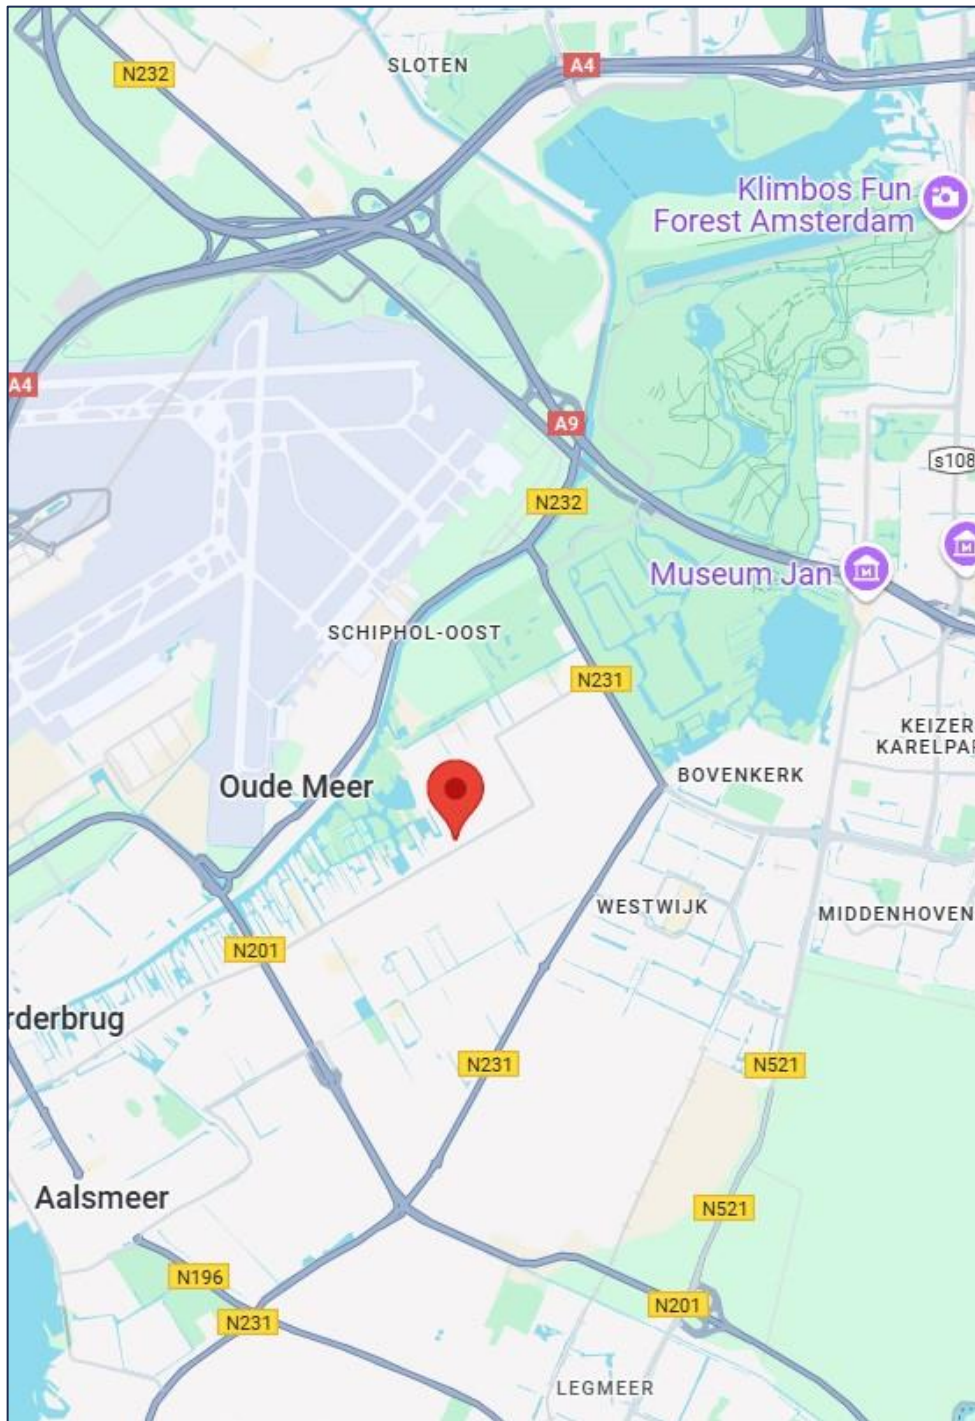 SLOTEN
A4
N232
Klimbos Fun
Forest Amsterdam
A4
A9
s108
N232
Museum Jan
SCHIPHOL-OOST
N231
KEIZER
KARELPAR
BOVENKERK
Oude Meer
WESTWIJK
MIDDENHOVEN
N201
rderbrug
N231
N521
Aalsmeer
N521
N196
N201
N231
LEGMEER